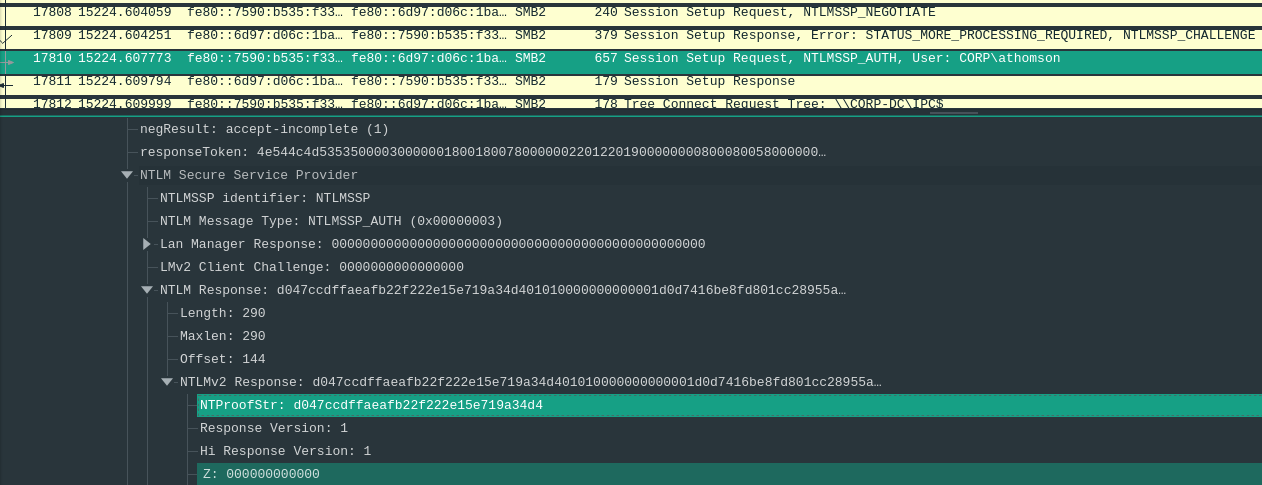 17808 15224.604059 fe80::7590:b535:f33… fe80::6d97:d06c:1ba… SMB2 240 Session Setup Request, NTLMSSP_NEGOTIATE
17809 15224.604251 fe80::6d97:d06c:1ba… fe80::7590:b535:f33… SMB2 379 Session Setup Response, Error: STATUS_MORE_PROCESSING_REQUIRED, NTLMSSP_CHALLENGE
17810 15224.607773 fe80::7590:b535:f33… fe80::6d97:d06c:1ba… SMB2 657 Session Setup Request, NTLMSSP_AUTH, User: CORP\athomson
17811 15224.609794 fe80::6d97:d06c:1ba… fe80::7590:b535:f33… SMB2 179 Session Setup Response
17812 15224.609999 fe80::7590:b535:f33… fe80::6d97:d06c:1ba… SMB2 178 Tree Connect Request Tree: \\CORP-DC\IPC$
negResult: accept-incomplete (1)
responseToken: 4e544c4d535350000300000018001800780000002201220190000000080008005800000­0…
NTLM Secure Service Provider
NTLMSSP identifier: NTLMSSP
NTLM Message Type: NTLMSSP_AUTH (0x00000003)
Lan Manager Response: 000000000000000000000000000000000000000000000000
LMv2 Client Challenge: 0000000000000000
NTLM Response: d047ccdffaeafb22f222e15e719a34d401010000000000001d0d7416be8fd801cc28955a…
Length: 290
Maxlen: 290
Offset: 144
NTLMv2 Response: d047ccdffaeafb22f222e15e719a34d401010000000000001d0d7416be8fd801cc28955a…
NTProofStr: d047ccdffaeafb22f222e15e719a34d4
Response Version: 1
Hi Response Version: 1
Z: 000000000000